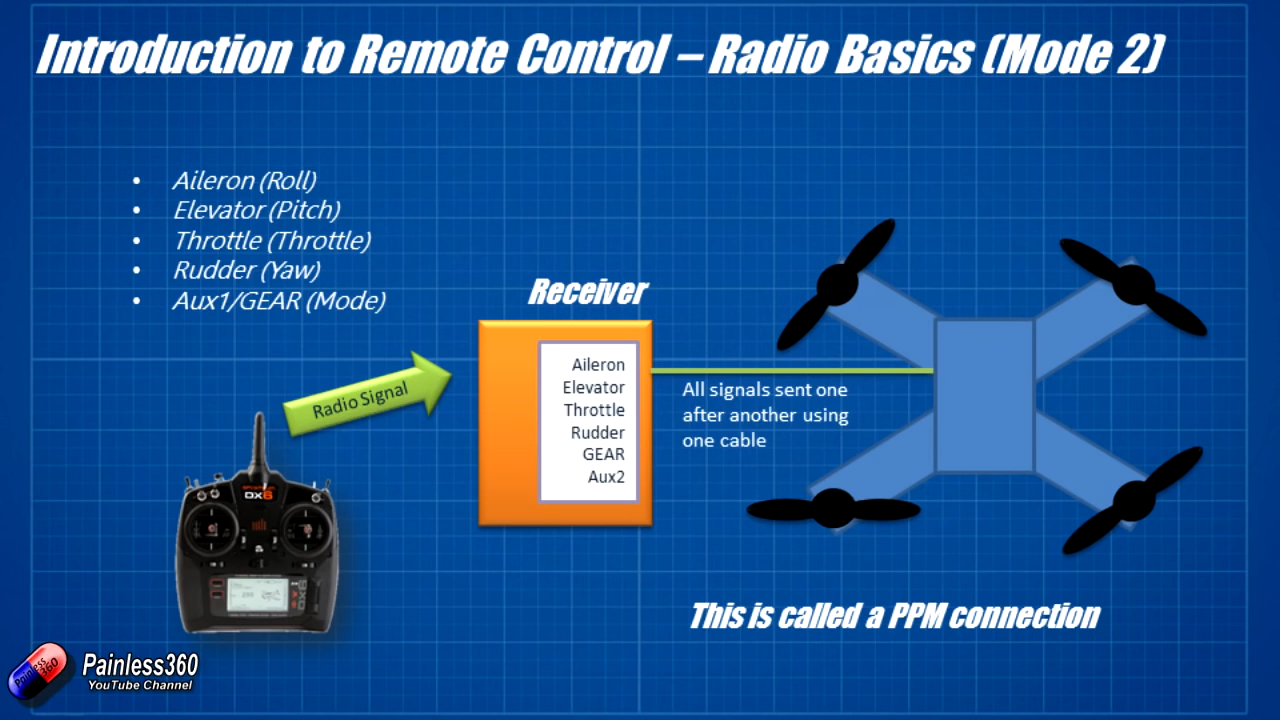 Introduction to Remote Control – Radio Basics (Mode 2)
• Aileron (Roll)
• Elevator (Pitch)
• Throttle (Throttle)
• Rudder (Yaw)
• Aux1/GEAR (Mode)
Receiver
Radio Signal
Aileron
Elevator
Throttle
Rudder
GEAR
Aux2
All signals sent one
after another using
one cable
DX6
This is called a PPM connection
Painless
360
Painless360
YouTube Channel